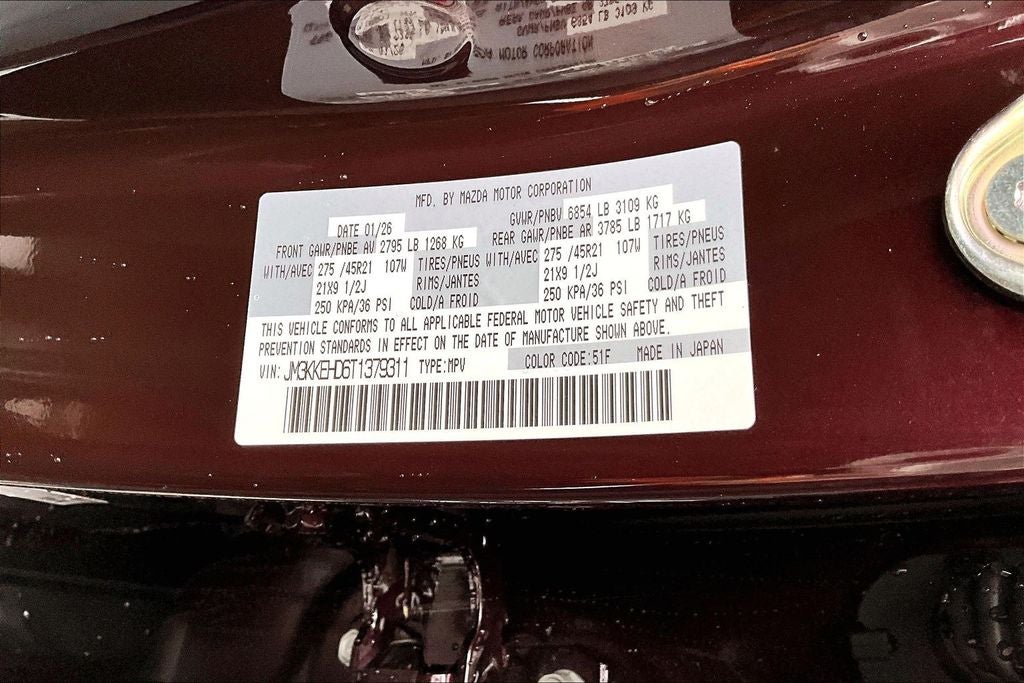 MFD. BY MAZDA MOTOR CORPORATION
DATE 01/26 GVWR/PNBV 6854 LB 3109 KG
FRONT GAWR/PNBE AV 2795 LB 1268 KG REAR GAWR/PNBE AR 3785 LB 1717 KG
WITH/AVEC 275 /45R21 107W TIRES/PNEUS WITH/AVEC 275 /45R21 107W TIRES/PNEUS
21X9 1/2J RIMS/JANTES 21X9 1/2J RIMS/JANTES
250 KPA/36 PSI COLD/A FROID 250 KPA/36 PSI COLD/A FROID
THIS VEHICLE CONFORMS TO ALL APPLICABLE FEDERAL MOTOR VEHICLE SAFETY AND THEFT
PREVENTION STANDARDS IN EFFECT ON THE DATE OF MANUFACTURE SHOWN ABOVE.
VIN: JM3KKEHD6T1379311 TYPE:MPV COLOR CODE:51F MADE IN JAPAN